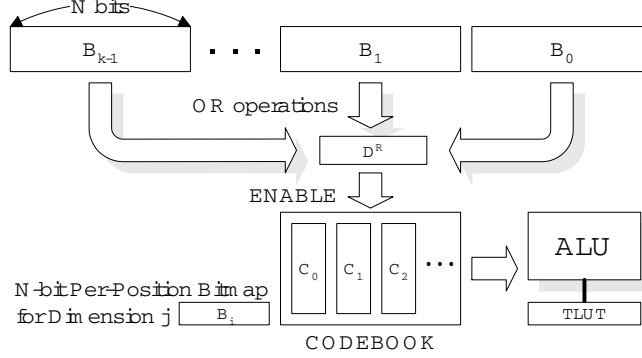 N bits
B_{k-1} ... B_1 B_0
OR operations
D^R
ENABLE
C_0 C_1 C_2 ...
ALU
N-bit Per-Position Bitmap
for Dimension j B_i
TLUT
CODEBOOK